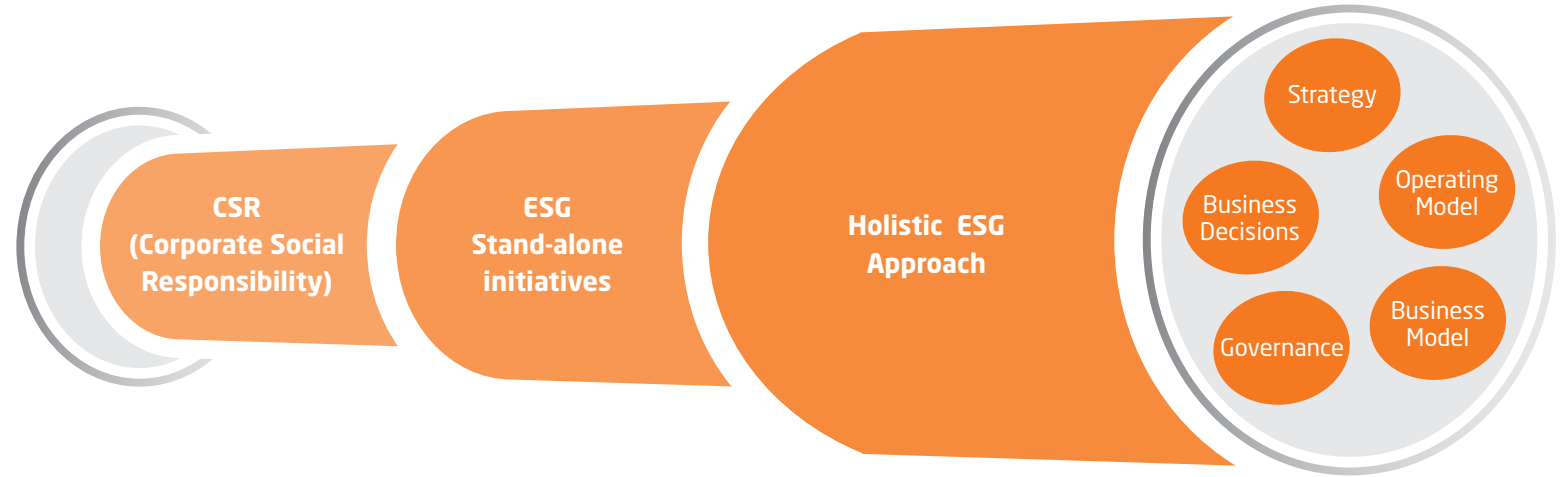 CSR
(Corporate Social
Responsibility)
ESG
Stand-alone
initiatives
Holistic ESG
Approach
Strategy
Operating
Model
Business
Decisions
Business
Model
Governance